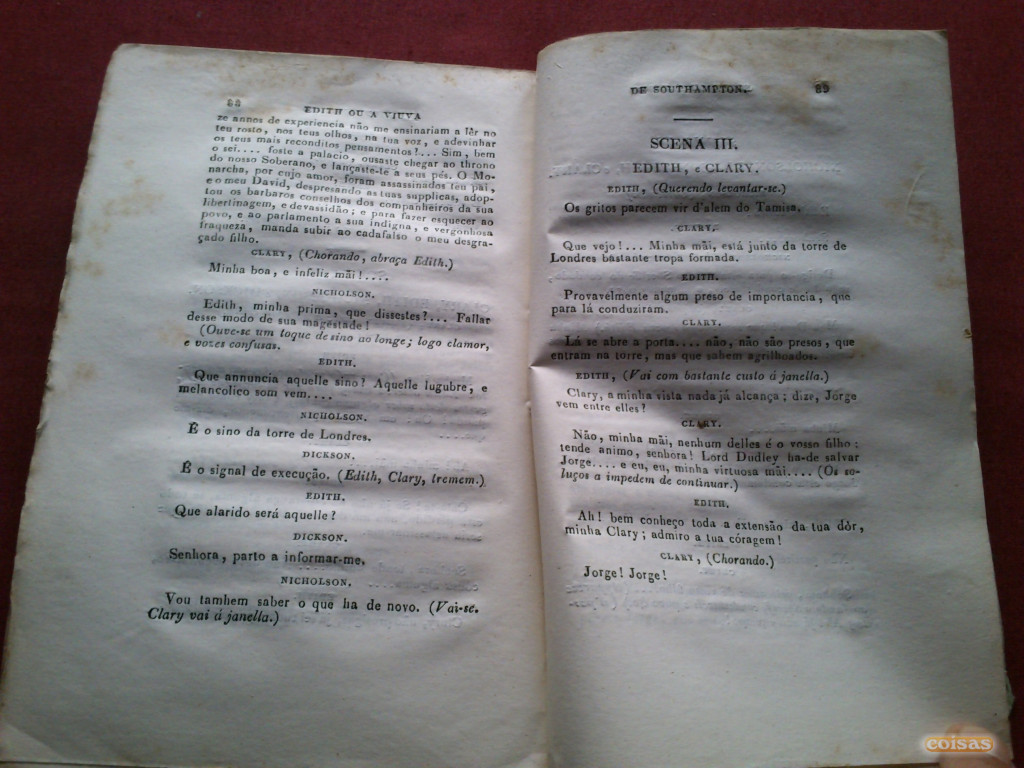 88
EDITH OU A VIUVA
ze annos de experiencia não me ensinariam a lêr no
teu rosto, nos teus olhos, na tua voz, e adevinhar
os teus mais reconditos pensamentos!... Sim, bem
o sei.... foste a palacio, ousaste chegar ao throno
do nosso Soberano, e lançaste-te a seus pés. O Mo-
narcha, por cujo amor, foram assassinados teu pai,
e o meu David, despresando as tuas supplicas, adop-
tou os barbaros conselhos dos companheiros da sua
libertinagem, e devassidão; e para fazer esquecer ao
povo, e ao parlamento a sua indigna, e vergonhosa
fraqueza, manda subir ao cadafalso o meu desgra-
çado filho.
CLARY, (Chorando, abraça Edith.)
Minha boa, e infeliz mãi!....
NICHOLSON.
Edith, minha prima, que dissestes?... Fallar
desse modo de sua magestade!
(Ouve-se um toque de sino ao longe; logo clamor,
e vozes confusas.
EDITH.
Que annuncia aquelle sino? Aquelle lugubre, e
melancolico som vem....
NICHOLSON.
É o sino da torre de Londres.
DICKSON.
É o signal de execução. (Edith, Clary, tremem.)
EDITH.
Que alarido será aquelle?
DICKSON.
Senhora, parto a informar-me.
NICHOLSON.
Vou tambem saber o que ha de novo. (Vai-se.
Clary vai á janella.)
DE SOUTHAMPTON. 89
SCENA III.
EDITH, e CLARY.
EDITH, (Querendo levantar-se.)
Os gritos parecem vir d'alem do Tamisa.
CLARY.
Que vejo!... Minha mãi, está junto da torre de
Londres bastante tropa formada.
EDITH.
Provavelmente algum preso de importancia, que
para lá conduziram.
CLARY.
Lá se abre a porta.... não, não são presos, que
entram na torre, mas que sahem agrilhoados.
EDITH, (Vai com bastante custo á janella.)
Clary, a minha vista nada já alcança; dize, Jorge
vem entre elles?
CLARY.
Não, minha mãi, nenhum delles é o vosso filho:
tende animo, senhora! Lord Dudley ha-de salvar
Jorge.... e eu, eu, minha virtuosa mãi.... (Os so-
luços a impedem de continuar.)
EDITH.
Ah! bem conheço toda a extensão da tua dôr,
minha Clary; admiro a tua córagem!
CLARY, (Chorando.)
Jorge! Jorge!
coisas